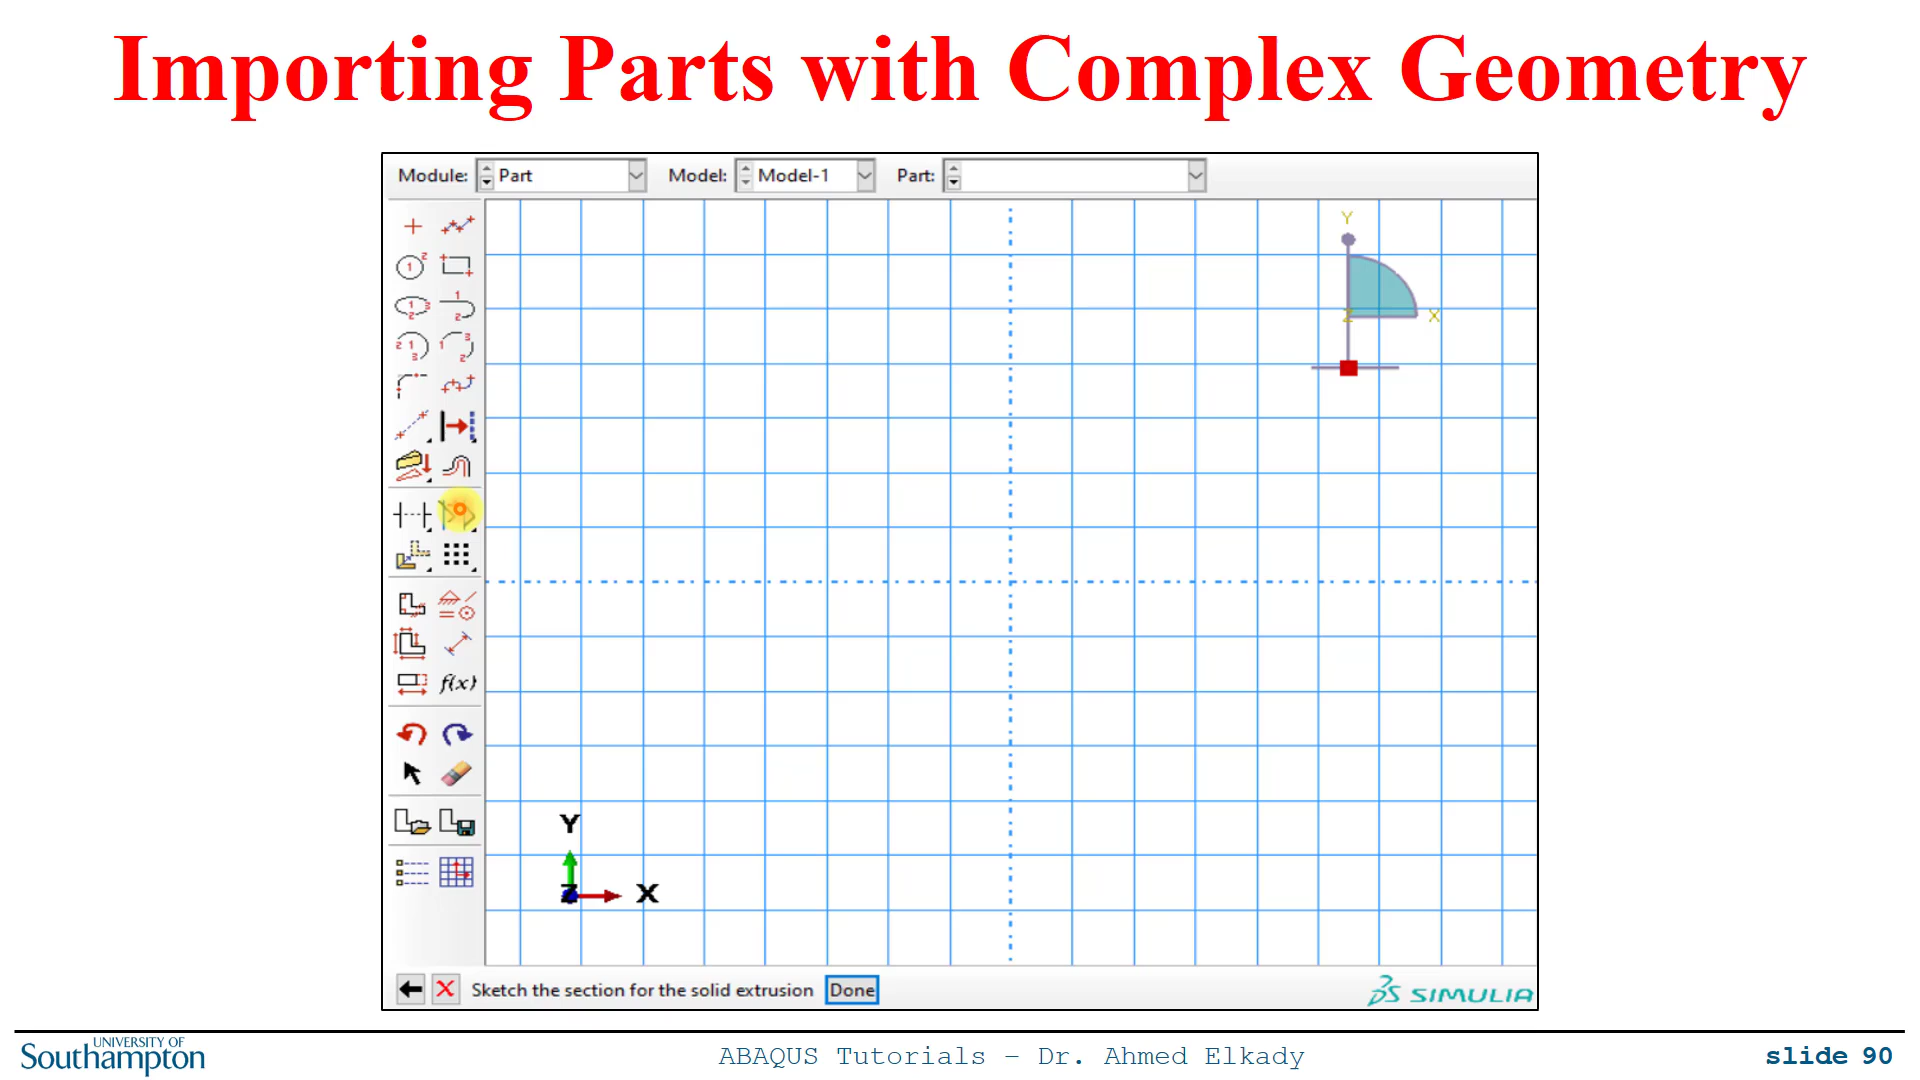 Importing Parts with Complex Geometry
Module: Part Model: Model-1 Part:
Y
X
Z
f(x)
Y
Z X
Sketch the section for the solid extrusion Done
SIMULIA
UNIVERSITY OF
Southampton
ABAQUS Tutorials – Dr. Ahmed Elkady
slide 90